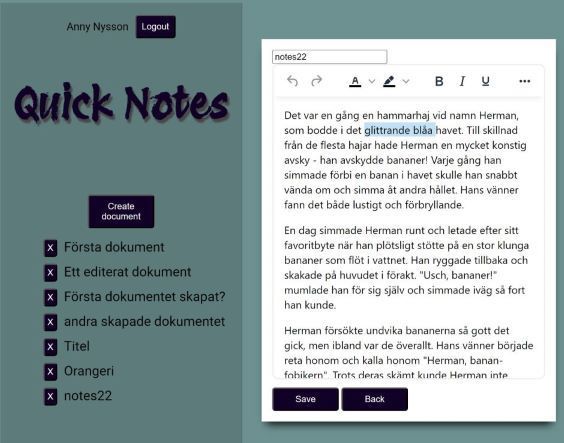 Anny Nysson Logout
Quick Notes
Create
document
X Första dokument
X Ett editerat dokument
X Första dokumentet skapat?
X andra skapade dokumentet
X Titel
X Orangeri
X notes22
notes22
A B I U ...
Det var en gång en hammarhaj vid namn Herman,
som bodde i det glittrande blåa havet. Till skillnad
från de flesta hajar hade Herman en mycket konstig
avsky - han avskydde bananer! Varje gång han
simmade förbi en banan i havet skulle han snabbt
vända om och simma åt andra hållet. Hans vänner
fann det både lustigt och förbryllande.
En dag simmade Herman runt och letade efter sitt
favoritbyte när han plötsligt stötte på en stor klunga
bananer som flöt i vattnet. Han ryggade tillbaka och
skakade på huvudet i förakt. "Usch, bananer!"
mumlade han för sig själv och simmade iväg så fort
han kunde.
Herman försökte undvika bananerna så gott det
gick, men ibland var de överallt. Hans vänner började
reta honom och kalla honom "Herman, banan-
fobikern". Trots deras skämt kunde Herman inte
Save Back